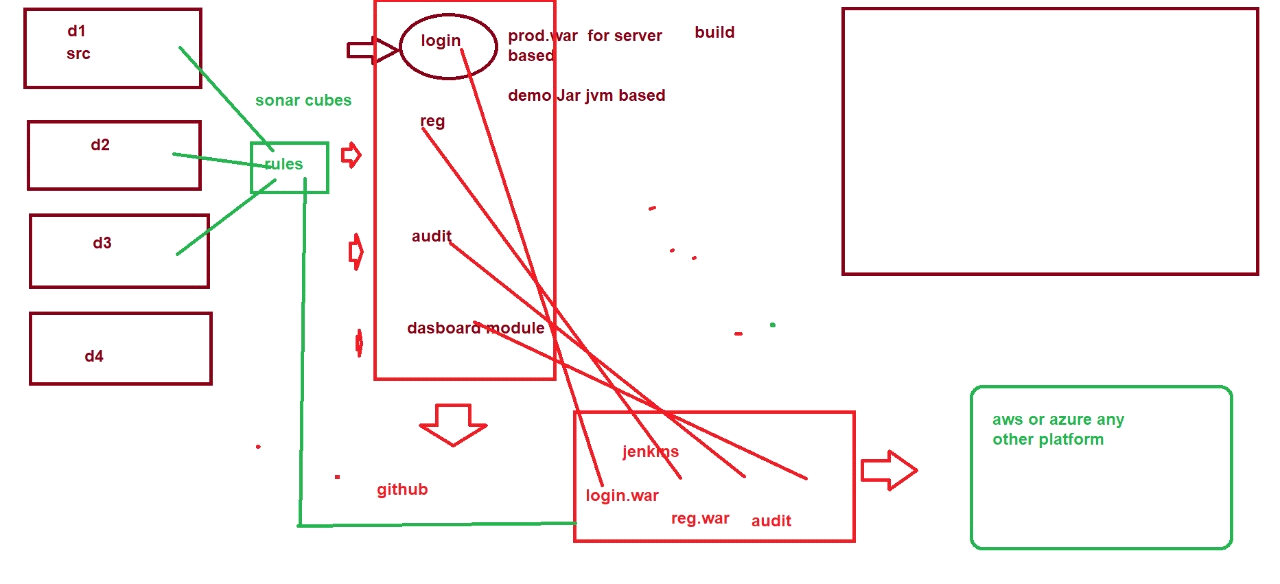 d1
src
d2
d3
d4
sonar cubes
rules
login
reg
audit
dasboard module
prod.war  for server
based
build
demo Jar jvm based
github
jenkins
login.war
reg.war
audit
aws or azure any
other platform